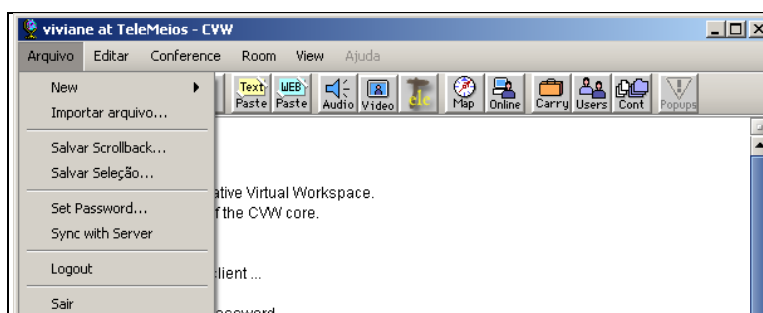 viviane at TeleMeios - CVW
Arquivo Editar Conference Room View Ajuda
Text Paste WEB Paste Audio Video ele Map Online Carry Users Cont Popups
New
Importar arquivo...
Salvar Scrollback...
Salvar Seleção...
ative Virtual Workspace.
Set Password...
f the CVW core.
Sync with Server
Logout
client ...
Sair